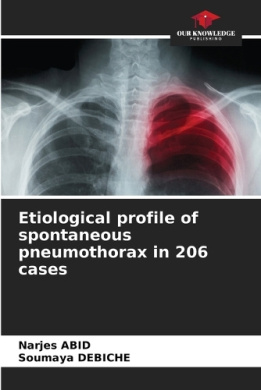 OUR KNOWLEDGE
PUBLISHING
Etiological profile of
spontaneous
pneumothorax in 206
cases
Narjes ABID
Soumaya DEBICHE